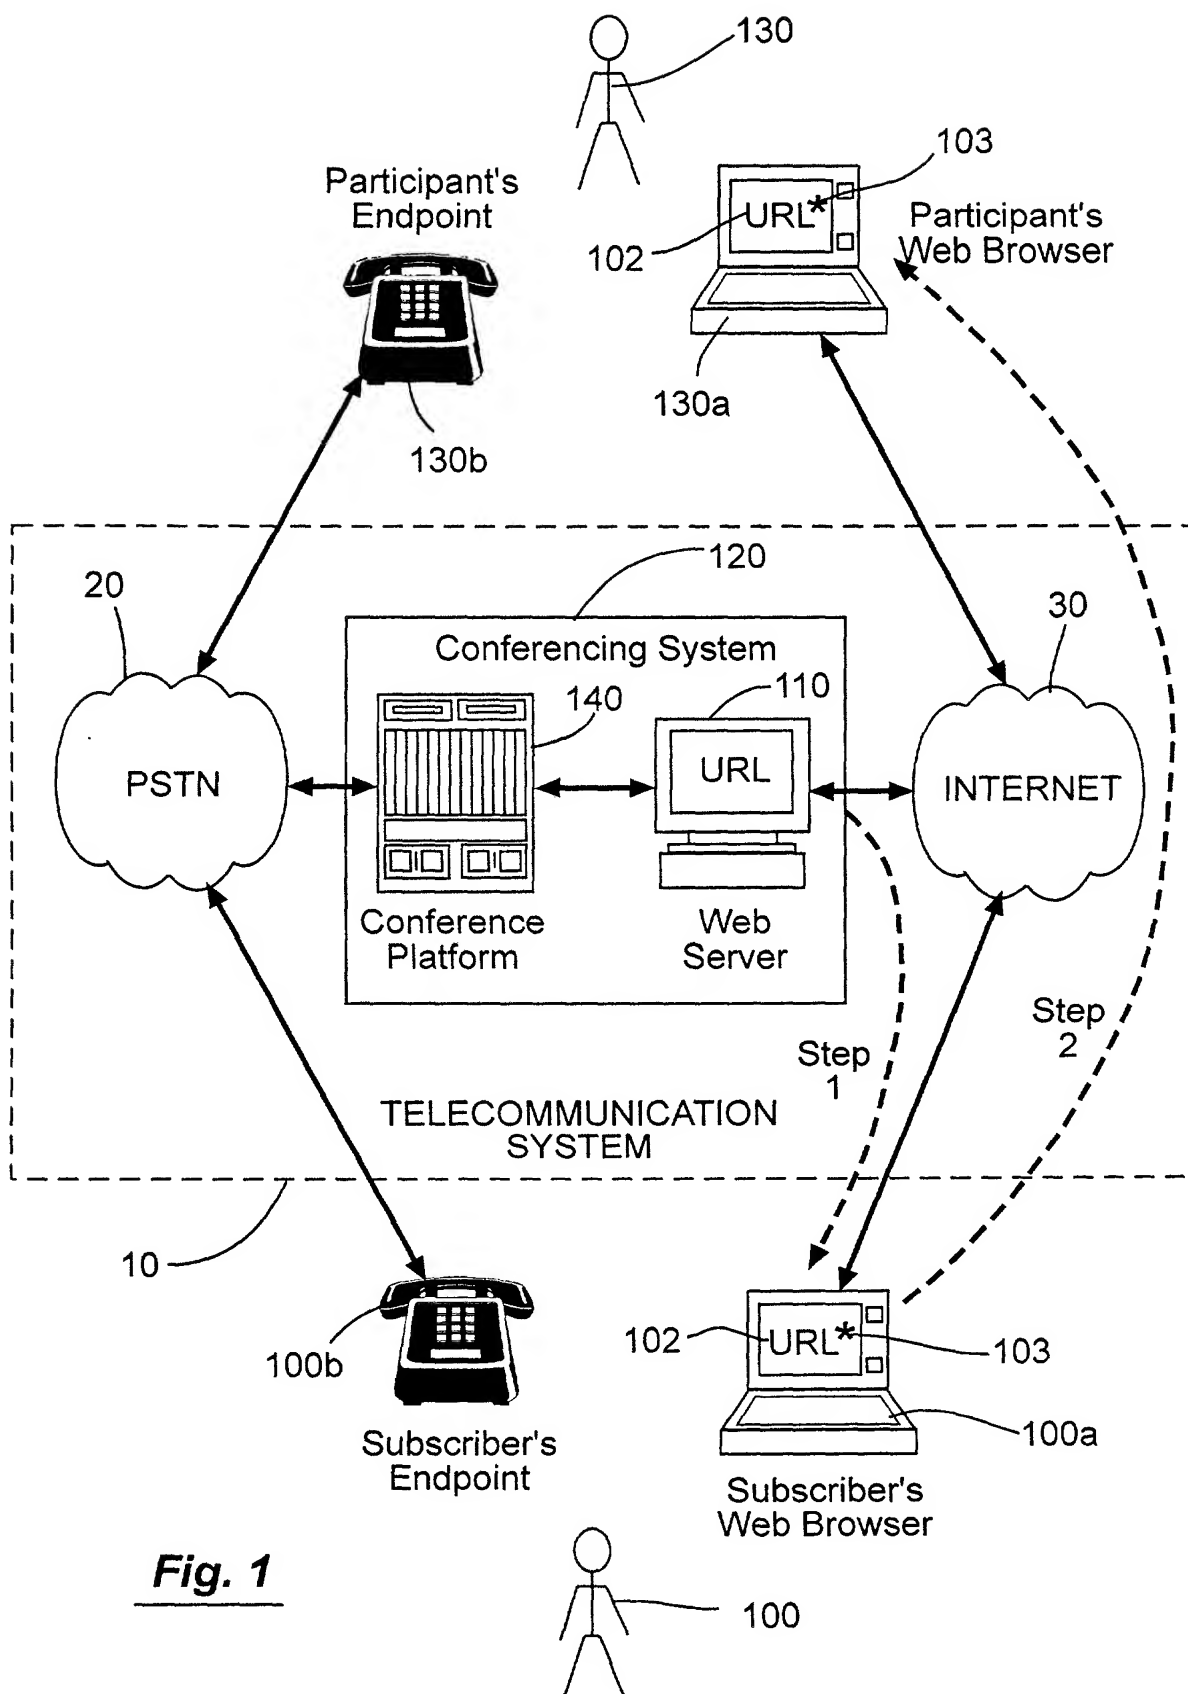 130
103
Participant's
Endpoint
URL*
Participant's
Web Browser
102
130a
130b
120
20
30
Conferencing System
140
110
PSTN
URL
INTERNET
Conference
Platform
Web
Server
Step
1
Step
2
TELECOMMUNICATION
SYSTEM
10
100b
102
URL*
103
100a
Subscriber's
Endpoint
Subscriber's
Web Browser
Fig. 1
100